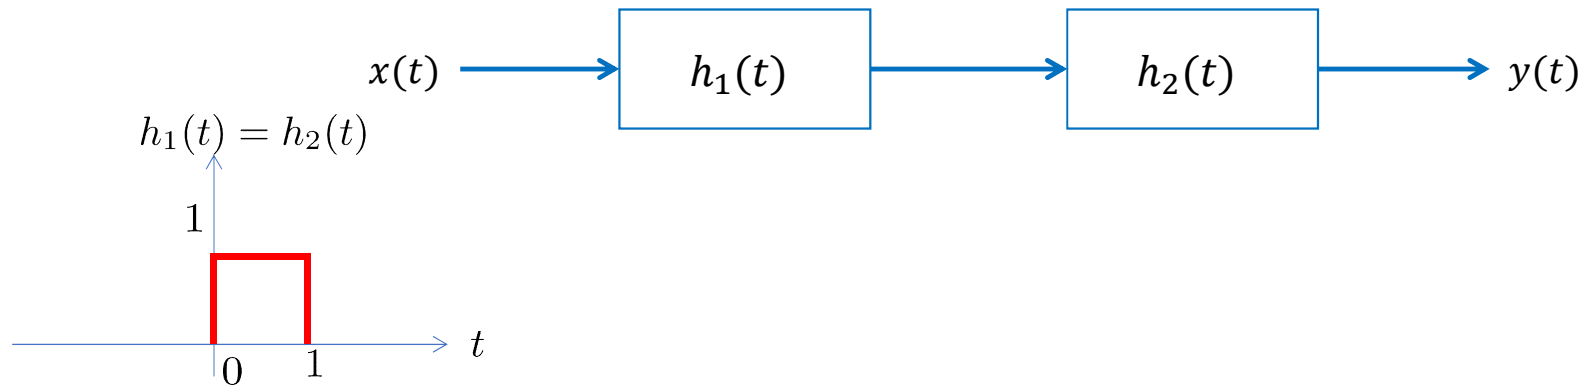 x(t) h₁(t) h₂(t) y(t)
h₁(t) = h₂(t)
1
t
0 1